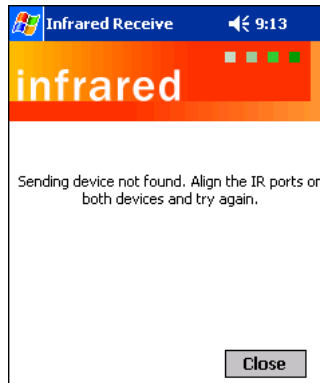 Infrared Receive 9:13
infrared
Sending device not found. Align the IR ports or
both devices and try again.
Close